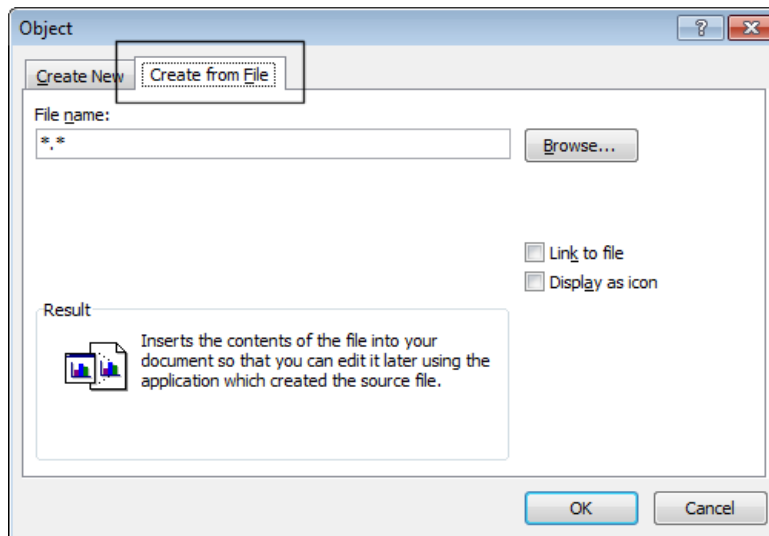 Object
Create New
Create from File
File name:
*.*
Browse...
Link to file
Display as icon
Result
Inserts the contents of the file into your
document so that you can edit it later using the
application which created the source file.
OK
Cancel